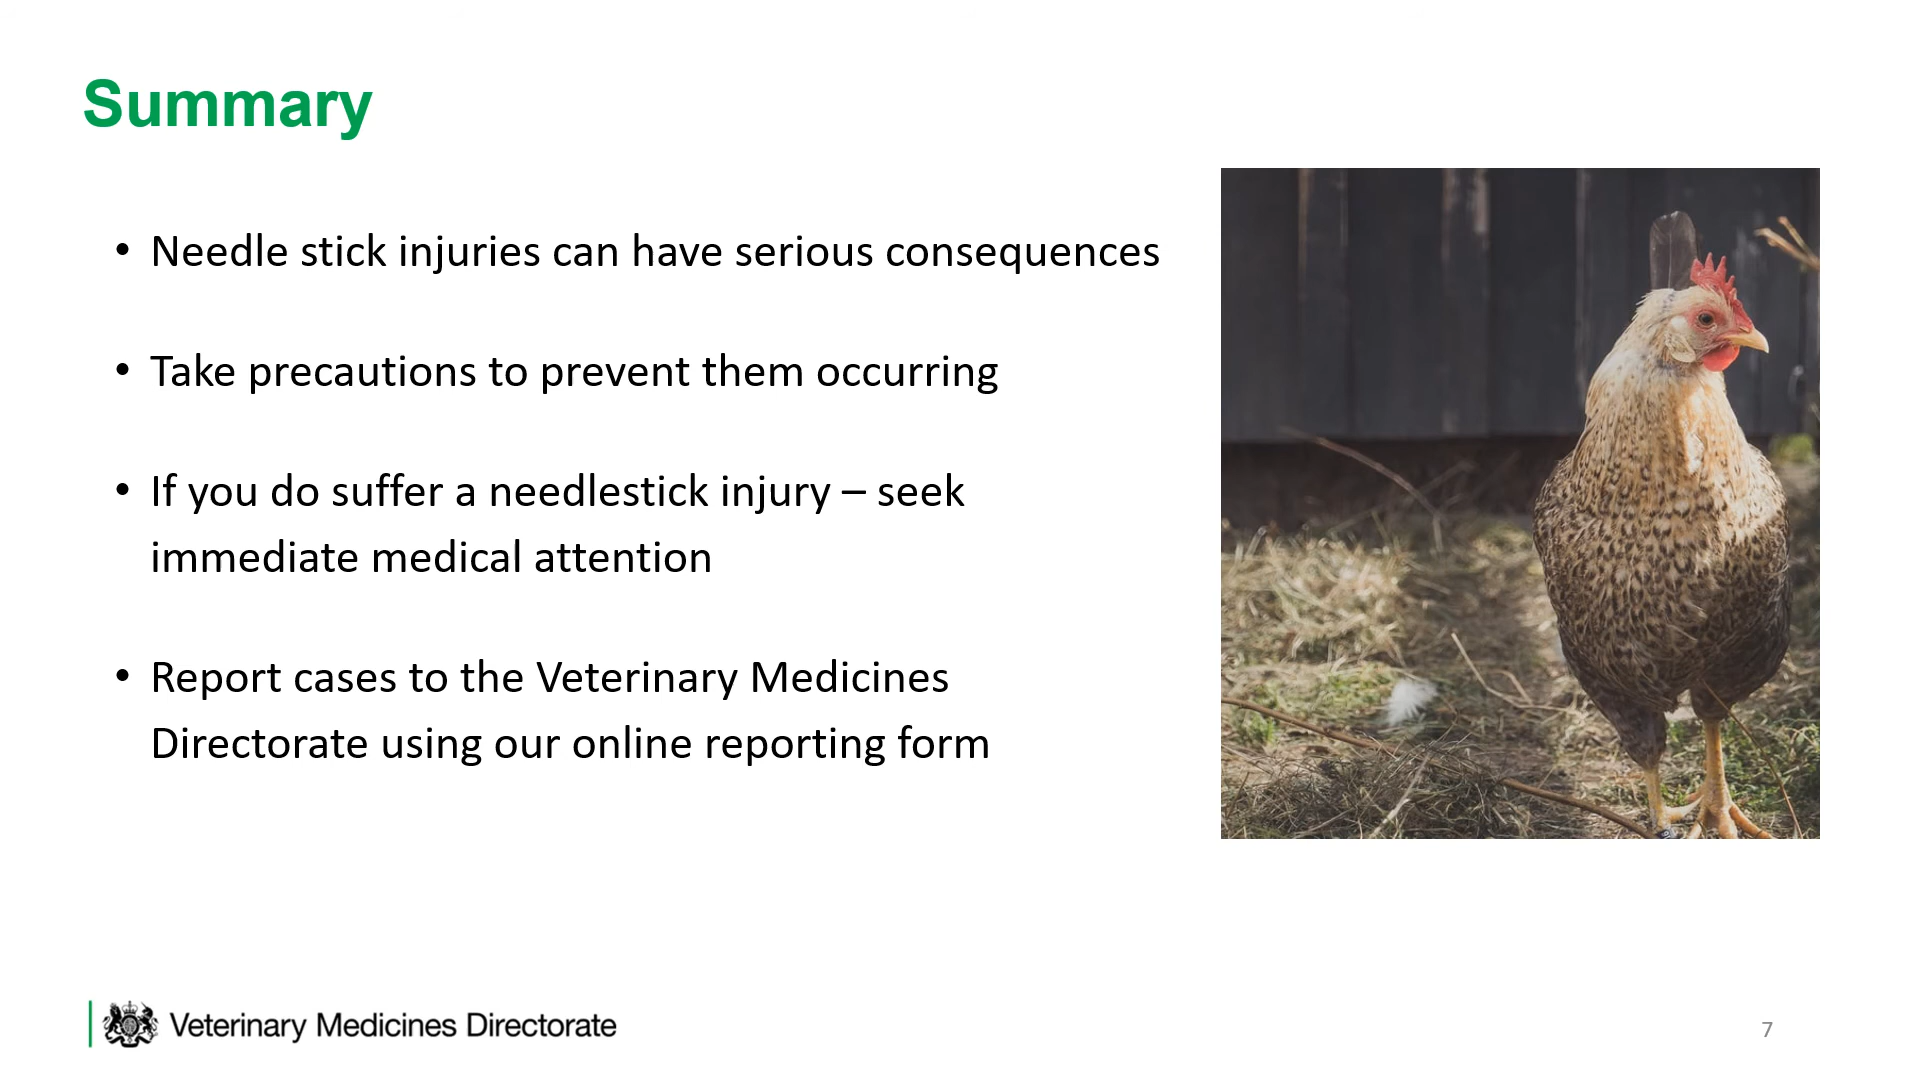 Summary
• Needle stick injuries can have serious consequences
• Take precautions to prevent them occurring
• If you do suffer a needlestick injury – seek
immediate medical attention
• Report cases to the Veterinary Medicines
Directorate using our online reporting form
Veterinary Medicines Directorate
7